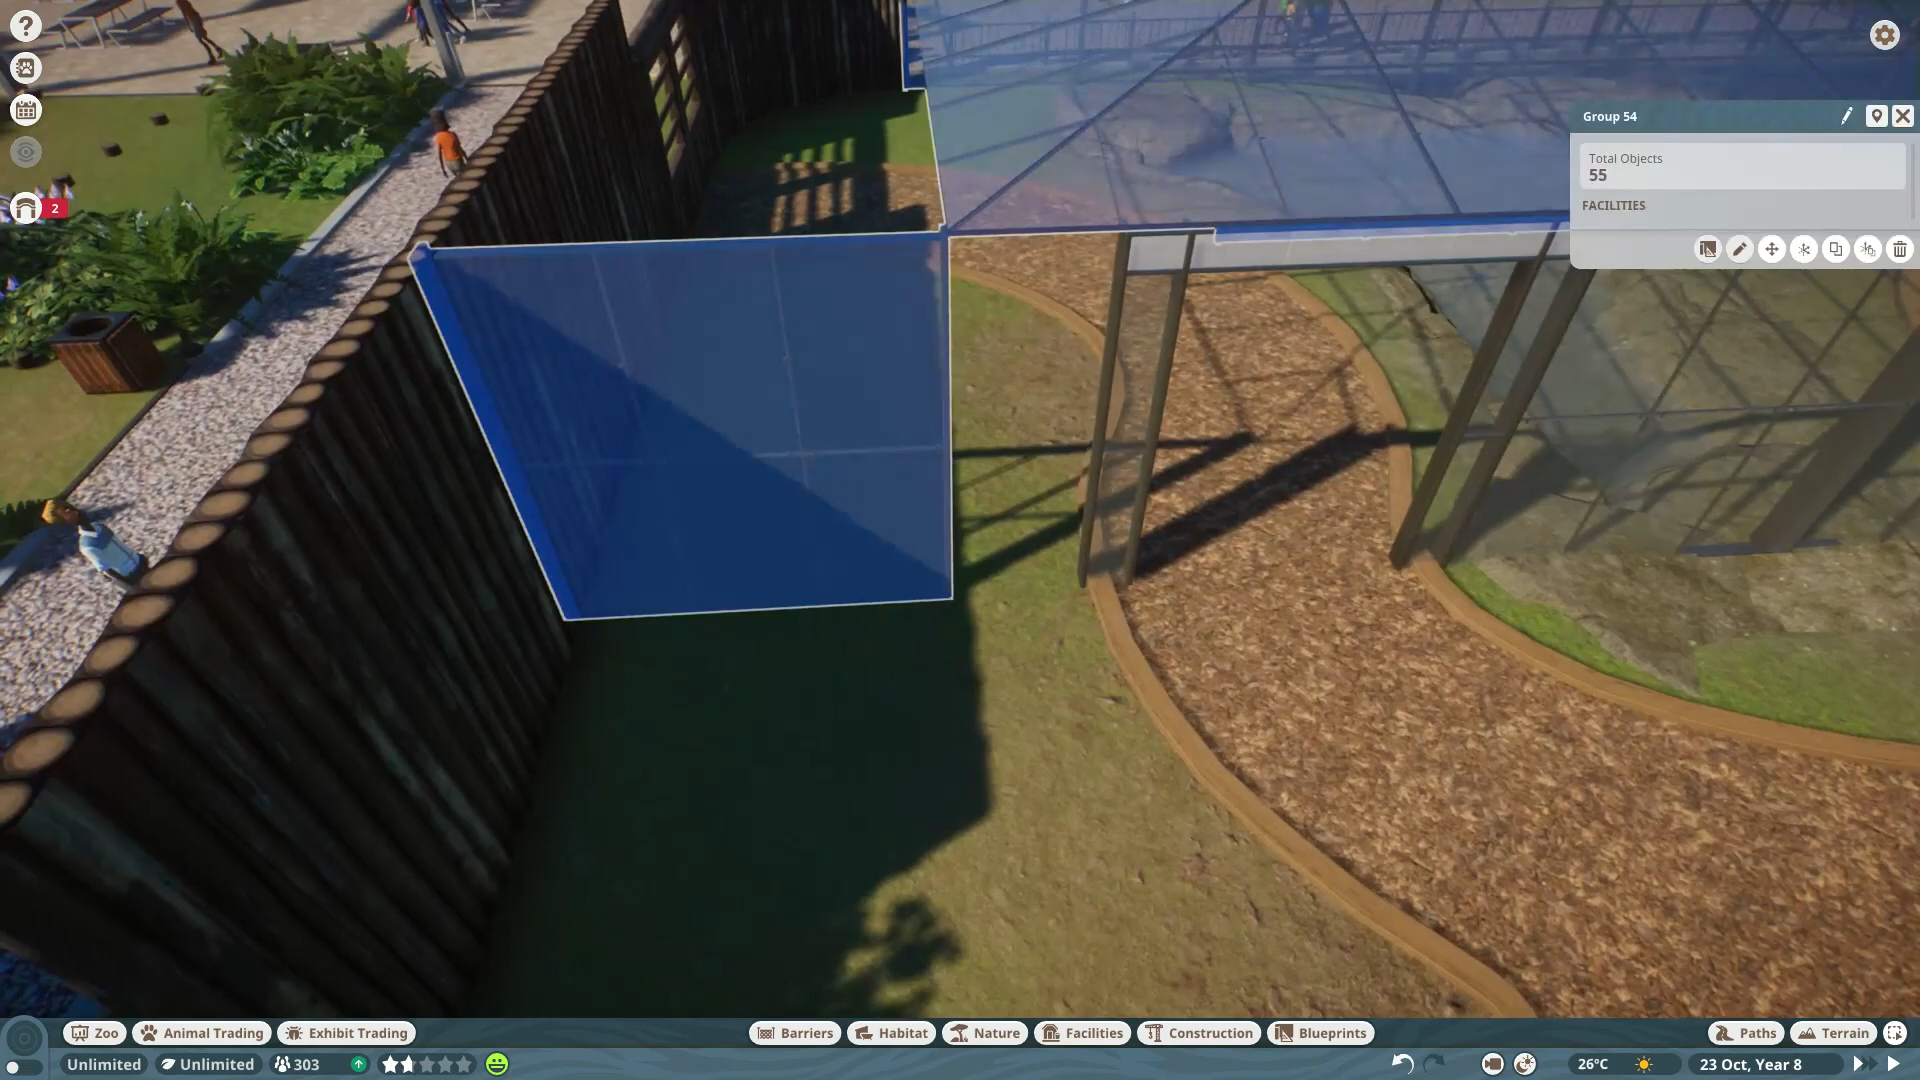 ?
2
Group 54
Total Objects
55
FACILITIES
Zoo
Animal Trading
Exhibit Trading
Barriers
Habitat
Nature
Facilities
Construction
Blueprints
Paths
Terrain
Unlimited
Unlimited
303
26°C
23 Oct, Year 8